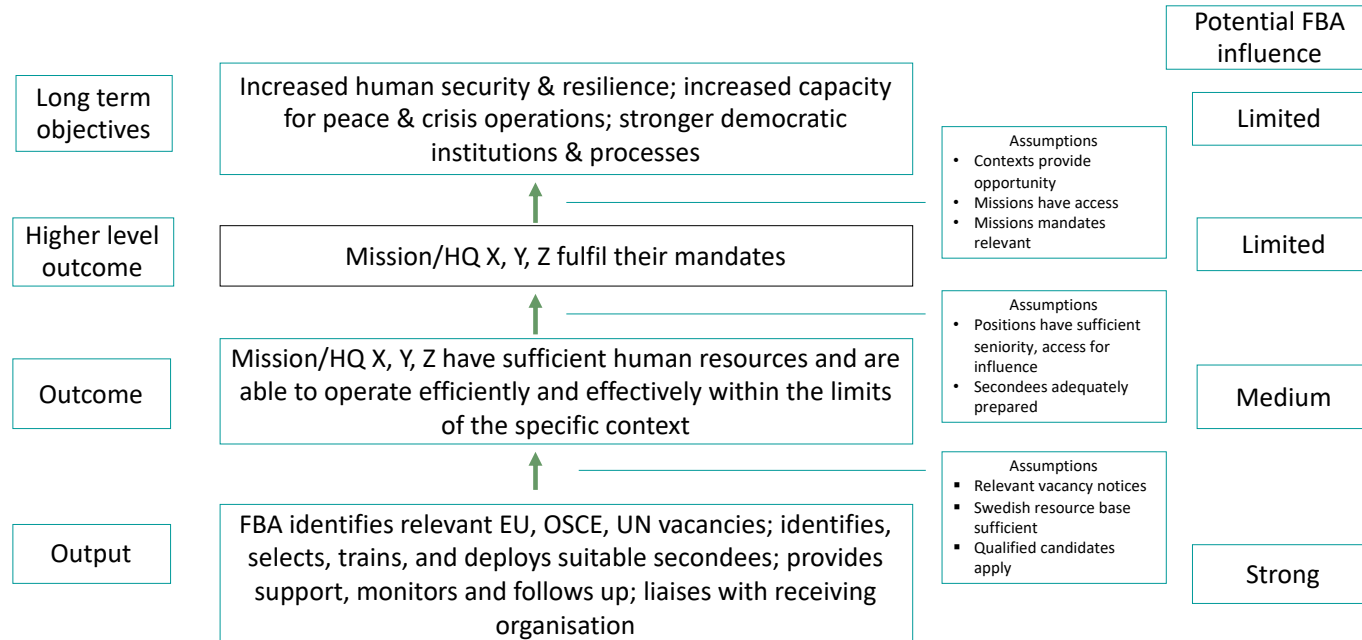 Potential FBA
influence
Long term
objectives
Increased human security & resilience; increased capacity
for peace & crisis operations; stronger democratic
institutions & processes
Limited
Assumptions
• Contexts provide
opportunity
• Missions have access
• Missions mandates
relevant
Higher level
outcome
Mission/HQ X, Y, Z fulfil their mandates
Limited
Assumptions
• Positions have sufficient
seniority, access for
influence
• Secondees adequately
prepared
Outcome
Mission/HQ X, Y, Z have sufficient human resources and are
able to operate efficiently and effectively within the limits
of the specific context
Medium
Assumptions
▪ Relevant vacancy notices
▪ Swedish resource base
sufficient
▪ Qualified candidates
apply
Output
FBA identifies relevant EU, OSCE, UN vacancies; identifies,
selects, trains, and deploys suitable secondees; provides
support, monitors and follows up; liaises with receiving
organisation
Strong